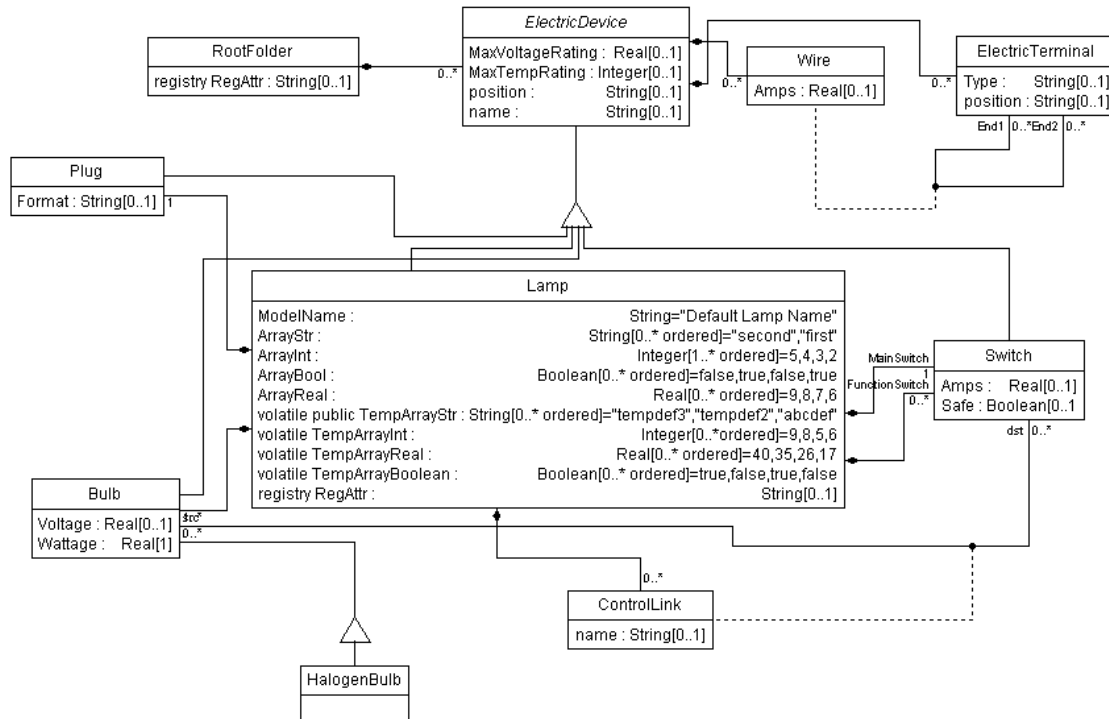 ElectricDevice
MaxVoltageRating : Real[0..1]
MaxTempRating : Integer[0..1]
position : String[0..1]
name : String[0..1]
RootFolder
registry RegAttr : String[0..1]
0..*
Wire
Amps : Real[0..1]
0..*
ElectricTerminal
Type : String[0..1]
position : String[0..1]
0..*
End1 0..* End2 0..*
Plug
Format : String[0..1]
1
Lamp
ModelName : String="Default Lamp Name"
ArrayStr : String[0..* ordered]="second","first"
ArrayInt : Integer[1..* ordered]=5,4,3,2
ArrayBool : Boolean[0..* ordered]=false,true,false,true
ArrayReal : Real[0..* ordered]=9,8,7,6
volatile public TempArrayStr : String[0..* ordered]="tempdef3","tempdef2","abcdef"
volatile TempArrayInt : Integer[0..*ordered]=9,8,5,6
volatile TempArrayReal : Real[0..* ordered]=40,35,26,17
volatile TempArrayBoolean : Boolean[0..* ordered]=true,false,true,false
registry RegAttr : String[0..1]
MainSwitch
1
FunctionSwitch
0..*
Switch
Amps : Real[0..1]
Safe : Boolean[0..1
dst 0..*
Bulb
Voltage : Real[0..1]
Wattage : Real[1]
src
0..*
0..*
ControlLink
name : String[0..1]
HalogenBulb